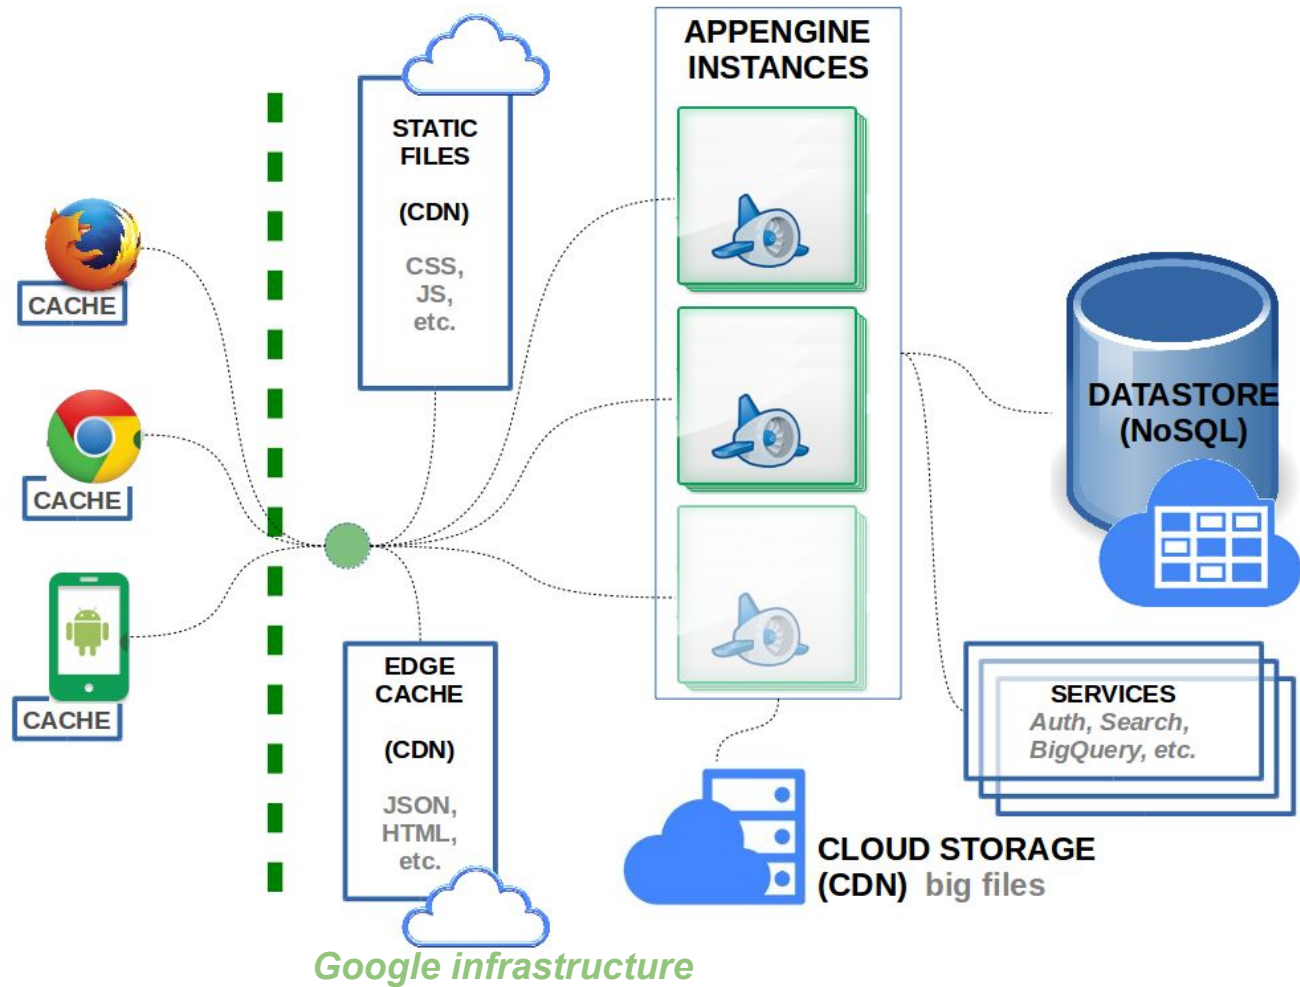 APPENGINE
INSTANCES
STATIC
FILES
(CDN)
CSS,
JS,
etc.
CACHE
CACHE
CACHE
EDGE
CACHE
(CDN)
JSON,
HTML,
etc.
DATASTORE
(NoSQL)
SERVICES
Auth, Search,
BigQuery, etc.
CLOUD STORAGE
(CDN) big files
Google infrastructure